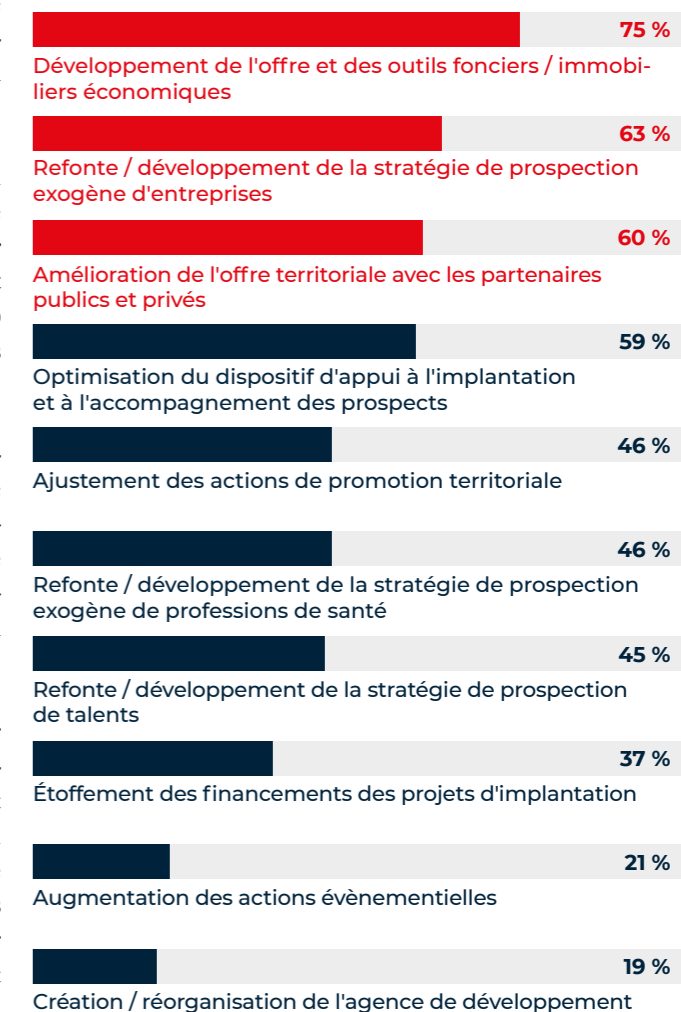 75 %
Développement de l'offre et des outils fonciers / immobi-
liers économiques
63 %
Refonte / développement de la stratégie de prospection
exogène d'entreprises
60 %
Amélioration de l'offre territoriale avec les partenaires
publics et privés
59 %
Optimisation du dispositif d'appui à l'implantation
et à l'accompagnement des prospects
46 %
Ajustement des actions de promotion territoriale
46 %
Refonte / développement de la stratégie de prospection
exogène de professions de santé
45 %
Refonte / développement de la stratégie de prospection
de talents
37 %
Étoffement des financements des projets d'implantation
21 %
Augmentation des actions évènementielles
19 %
Création / réorganisation de l'agence de développement